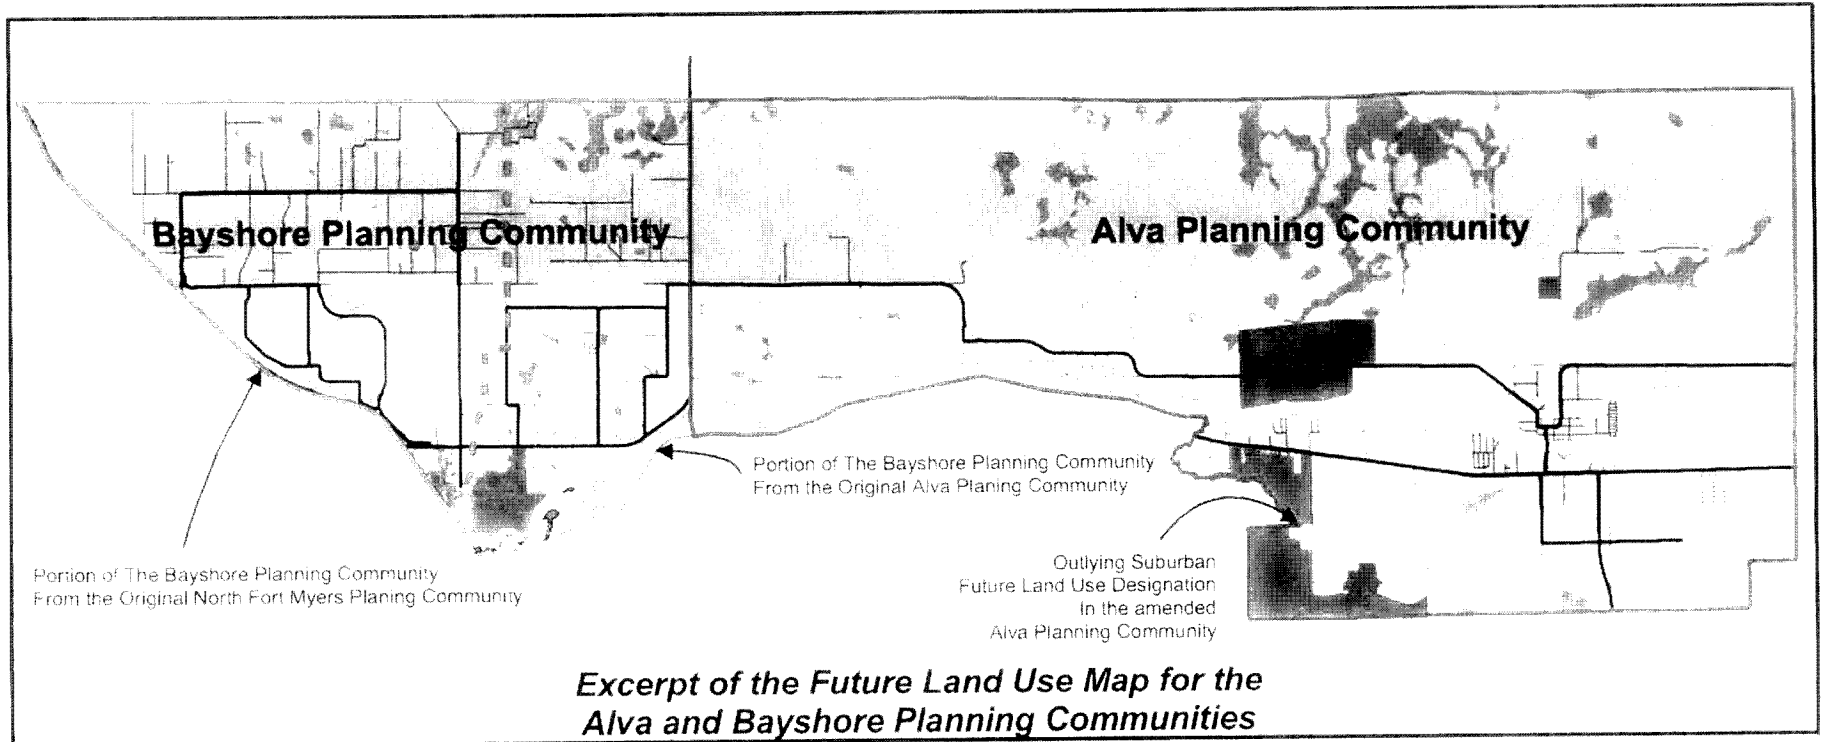 Bayshore Planning Community
Alva Planning Community
Portion of The Bayshore Planning Community
From the Original Alva Planing Community
Portion of The Bayshore Planning Community
From the Original North Fort Myers Planing Community
Outlying Suburban
Future Land Use Designation
In the amended
Alva Planning Community
Excerpt of the Future Land Use Map for the
Alva and Bayshore Planning Communities